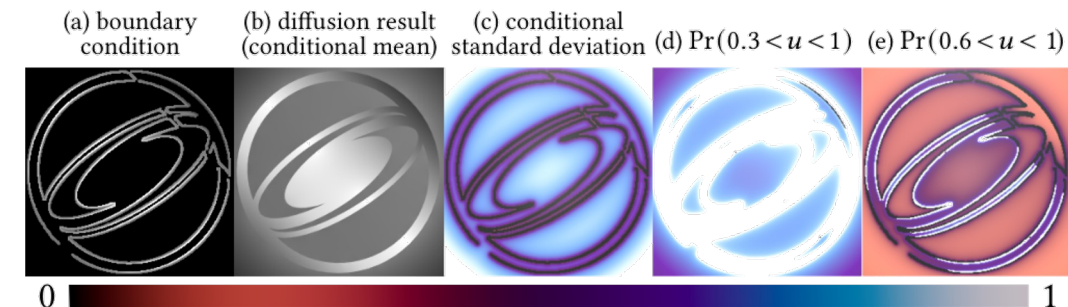 (a) boundary
condition
(b) diffusion result
(conditional mean)
(c) conditional
standard deviation
(d) Pr(0.3<u<1)
(e) Pr(0.6<u< 1)
0
1